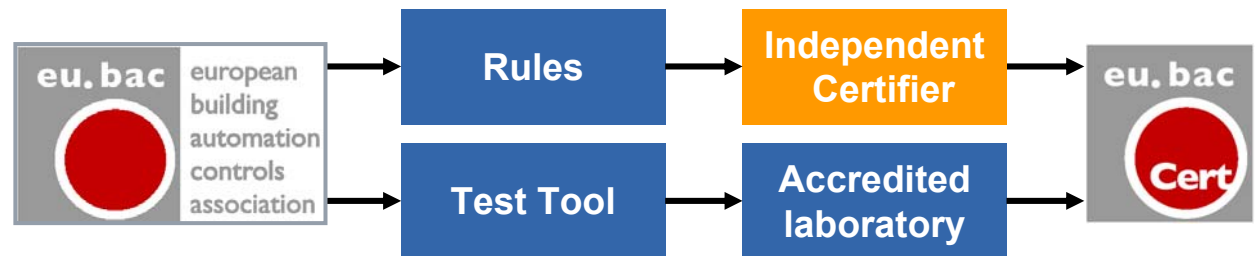 eu.bac
european
building
automation
controls
association
Rules
Independent
Certifier
Test Tool
Accredited
laboratory
eu.bac
Cert